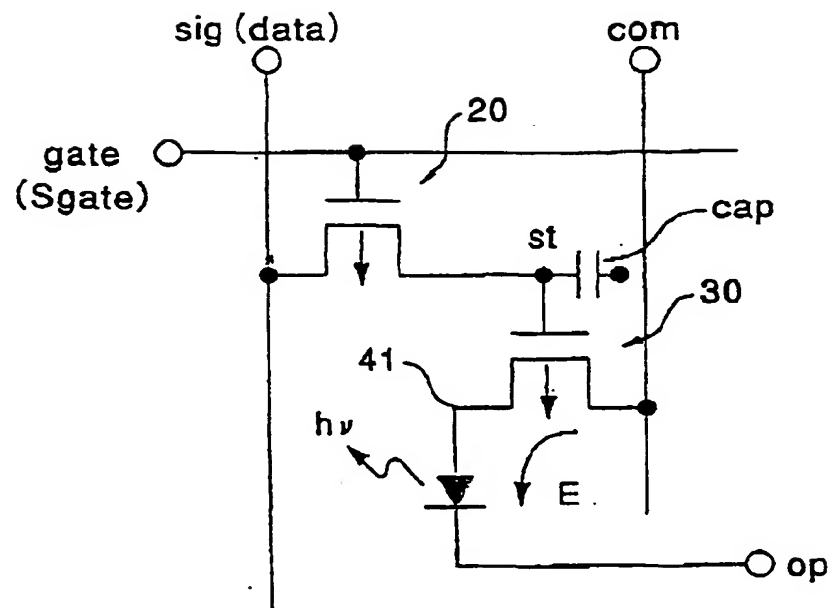 sig (data)
com
20
gate
(Sgate)
cap
st
30
41
hν
E
op